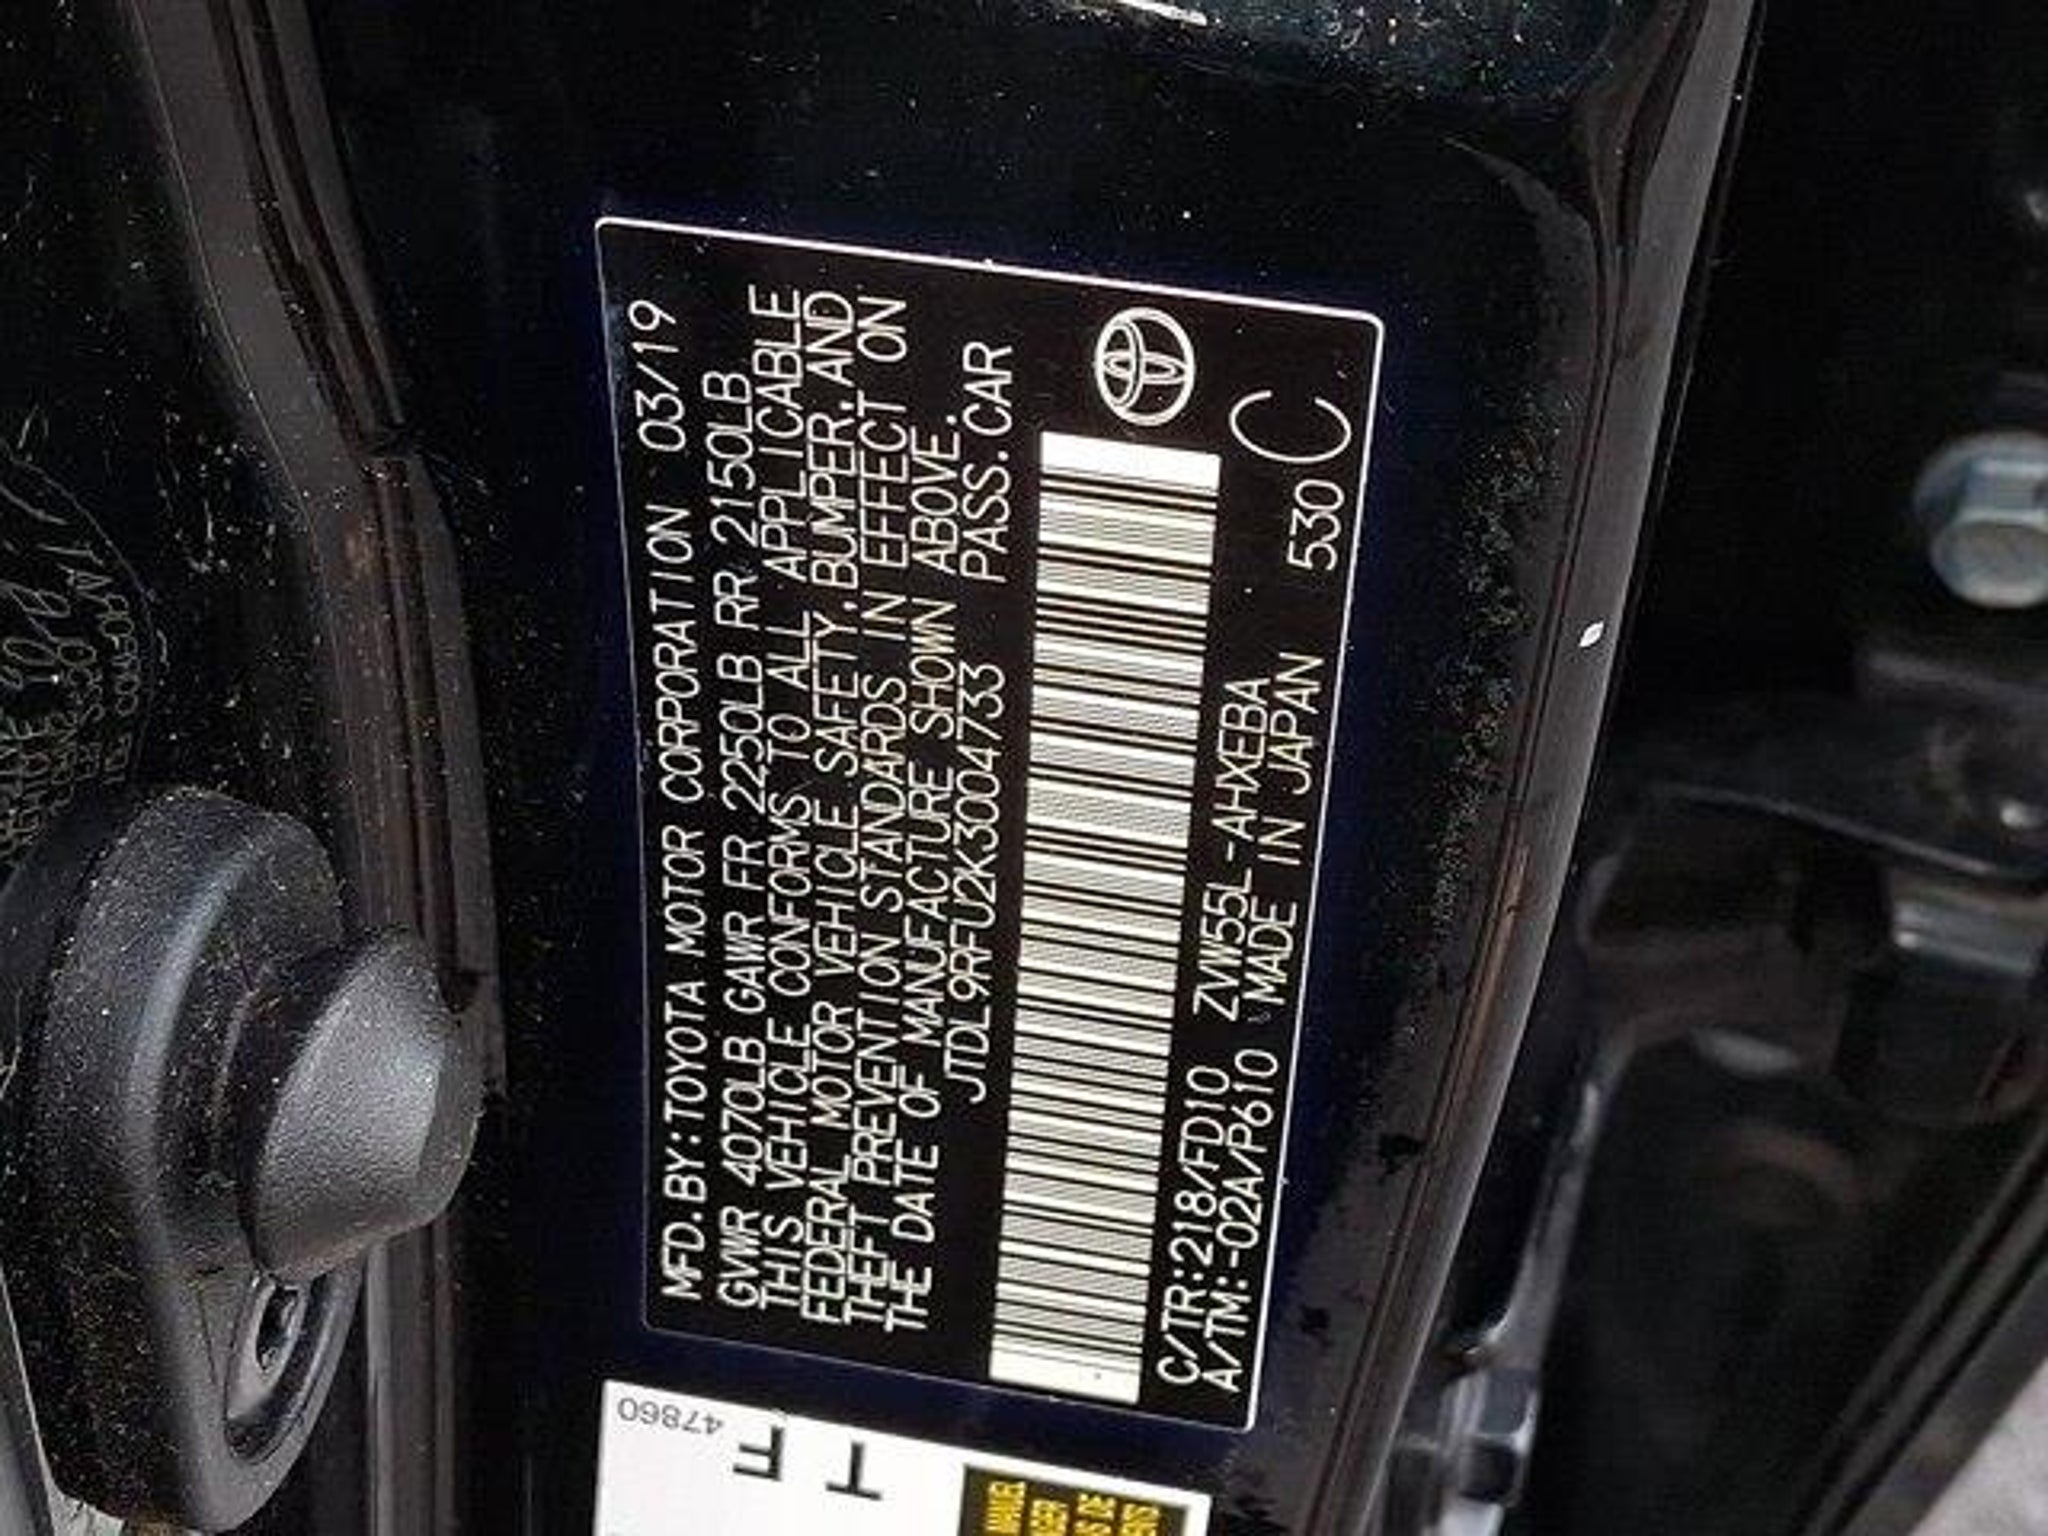 MFD.BY:TOYOTA MOTOR CORPORATION 03/19
GVWR 4070LB GAWR FR 2250LB RR 2150LB
THIS VEHICLE CONFORMS TO ALL APPLICABLE
FEDERAL MOTOR VEHICLE SAFETY,BUMPER,AND
THEFT PREVENTION STANDARDS IN EFFECT ON
THE DATE OF MANUFACTURE SHOWN ABOVE.
JTDL9RFU2K3004733 PASS.CAR
C/TR:218/FD10 ZVW55L-AHXEBA
A/TM:-02A/P610 MADE IN JAPAN 530 C
47860